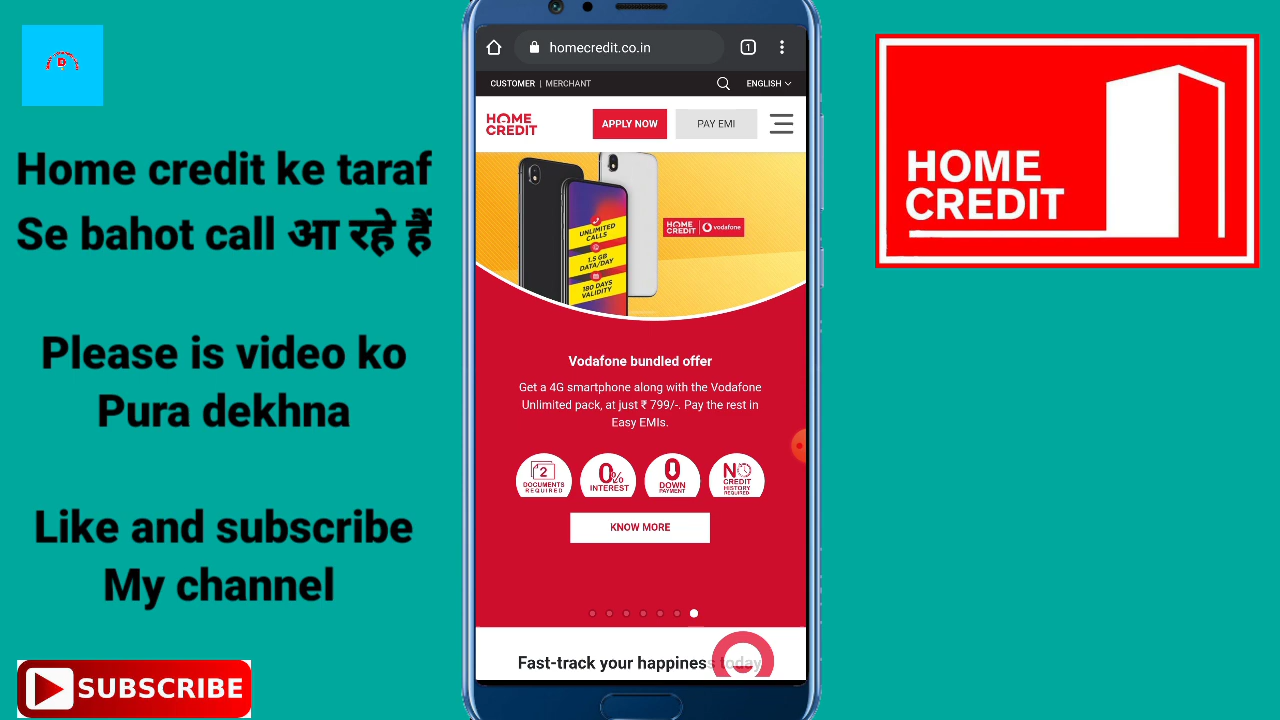 Home credit ke taraf
Se bahot call आ रहे हैं
Please is video ko
Pura dekhna
Like and subscribe
My channel
SUBSCRIBE
homecredit.co.in
1
CUSTOMER | MERCHANT
ENGLISH
HOME
CREDIT
APPLY NOW
PAY EMI
UNLIMITED
CALLS
1.5 GB
DATA/DAY
180 DAYS
VALIDITY
HOME
CREDIT
vodafone
Vodafone bundled offer
Get a 4G smartphone along with the Vodafone
Unlimited pack, at just ₹ 799/-. Pay the rest in
Easy EMIs.
2
DOCUMENTS
REQUIRED
0%
INTEREST
0
DOWN
PAYMENT
NO
CREDIT
HISTORY
REQUIRED
KNOW MORE
Fast-track your happiness today
HOME
CREDIT